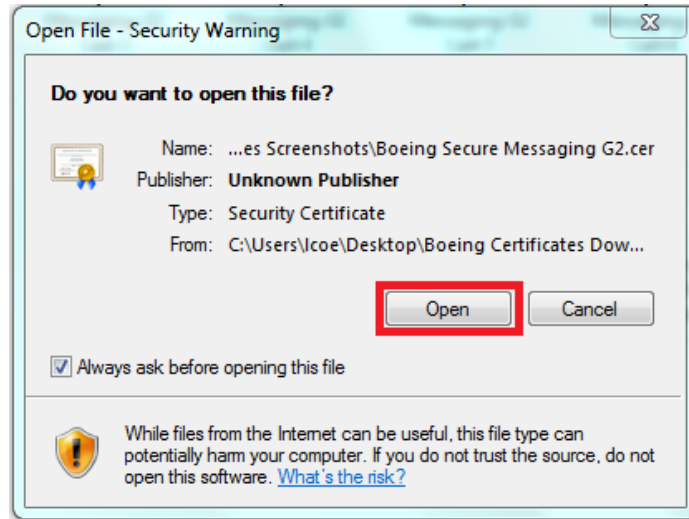 Open File - Security Warning
Do you want to open this file?
Name: ...es Screenshots\Boeing Secure Messaging G2.cer
Publisher: Unknown Publisher
Type: Security Certificate
From: C:\Users\Icoe\Desktop\Boeing Certificates Dow...
Open Cancel
Always ask before opening this file
While files from the Internet can be useful, this file type can
potentially harm your computer. If you do not trust the source, do not
open this software. What's the risk?